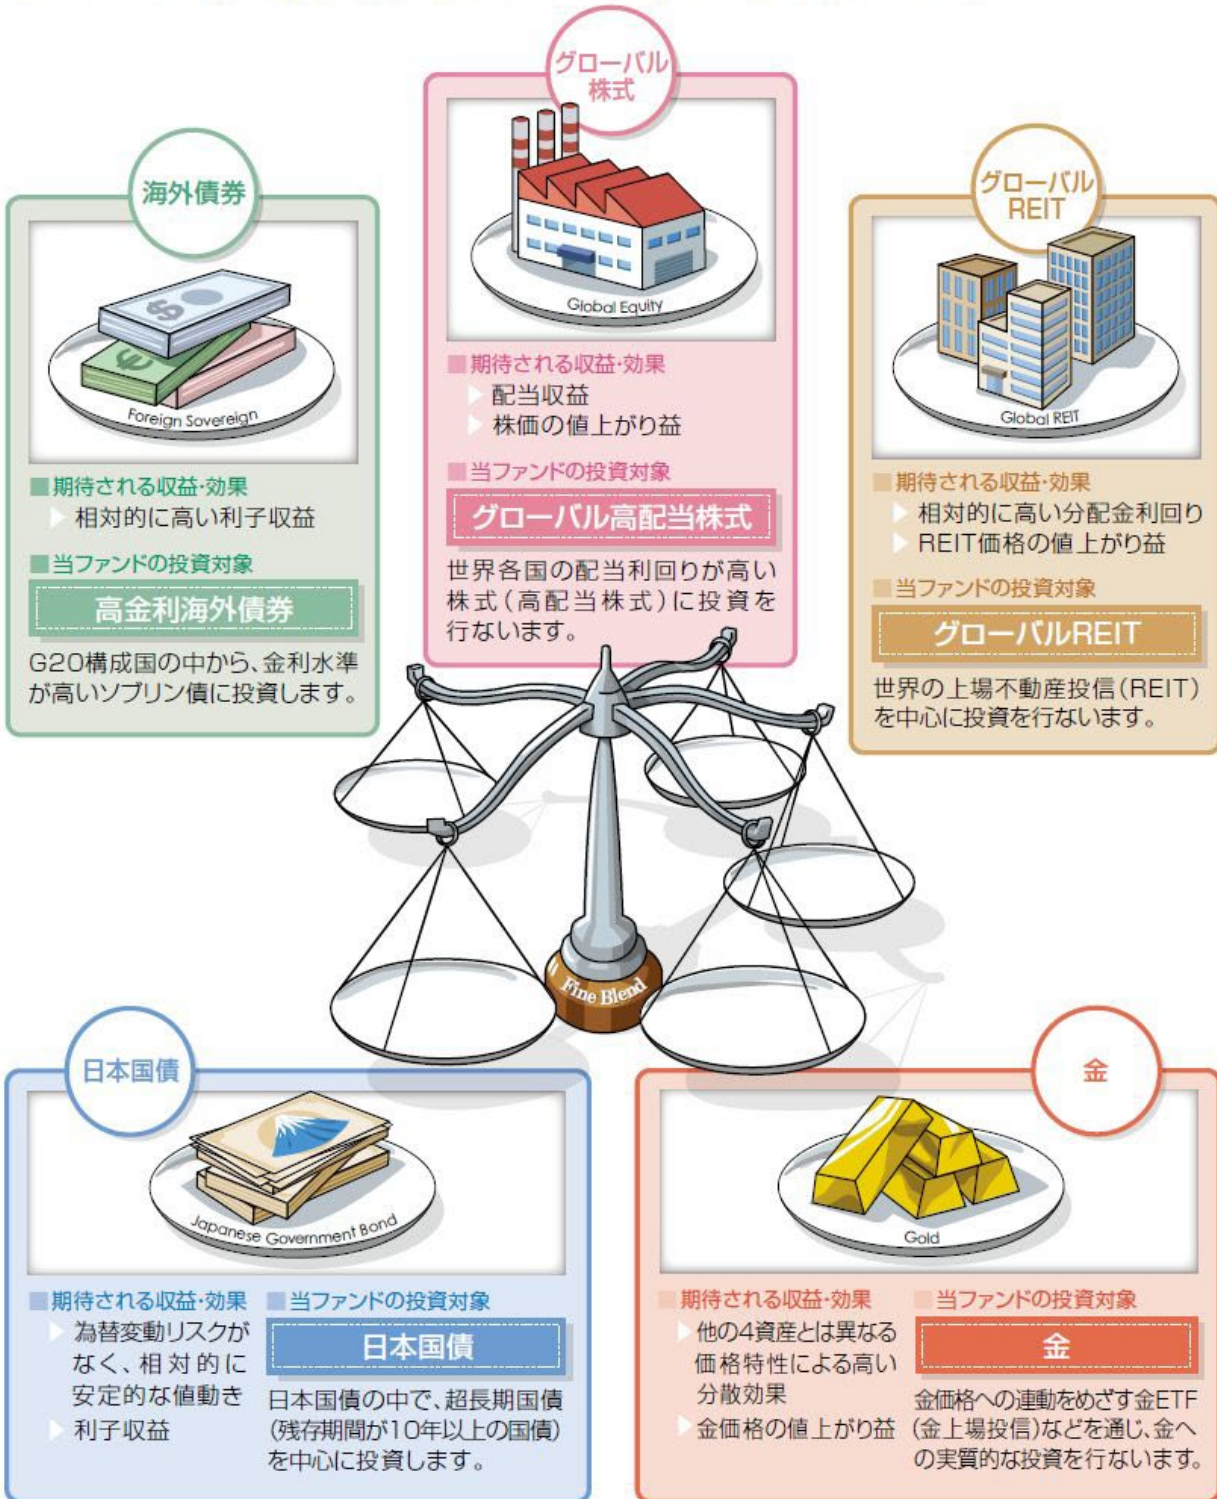 グローバル
株式
Global Equity
■期待される収益・効果
配当収益
株価の値上がり益
■当ファンドの投資対象
グローバル高配当株式
世界各国の配当利回りが高い
株式(高配当株式)に投資を
行ないます。
海外債券
Foreign Sovereign
■期待される収益・効果
相対的に高い利子収益
■当ファンドの投資対象
高金利海外債券
G20構成国の中から、金利水準
が高いソブリン債に投資します。
グローバル
REIT
Global REIT
■期待される収益・効果
相対的に高い分配金利回り
REIT価格の値上がり益
■当ファンドの投資対象
グローバルREIT
世界の上場不動産投信(REIT)
を中心に投資を行ないます。
Fine Blend
日本国債
Japanese Government Bond
■期待される収益・効果
為替変動リスクが
なく、相対的に
安定的な値動き
利子収益
■当ファンドの投資対象
日本国債
日本国債の中で、超長期国債
(残存期間が10年以上の国債)
を中心に投資します。
金
Gold
■期待される収益・効果
他の4資産とは異なる
価格特性による高い
分散効果
金価格の値上がり益
■当ファンドの投資対象
金
金価格への連動をめざす金ETF
(金上場投信)などを通じ、金へ
の実質的な投資を行ないます。